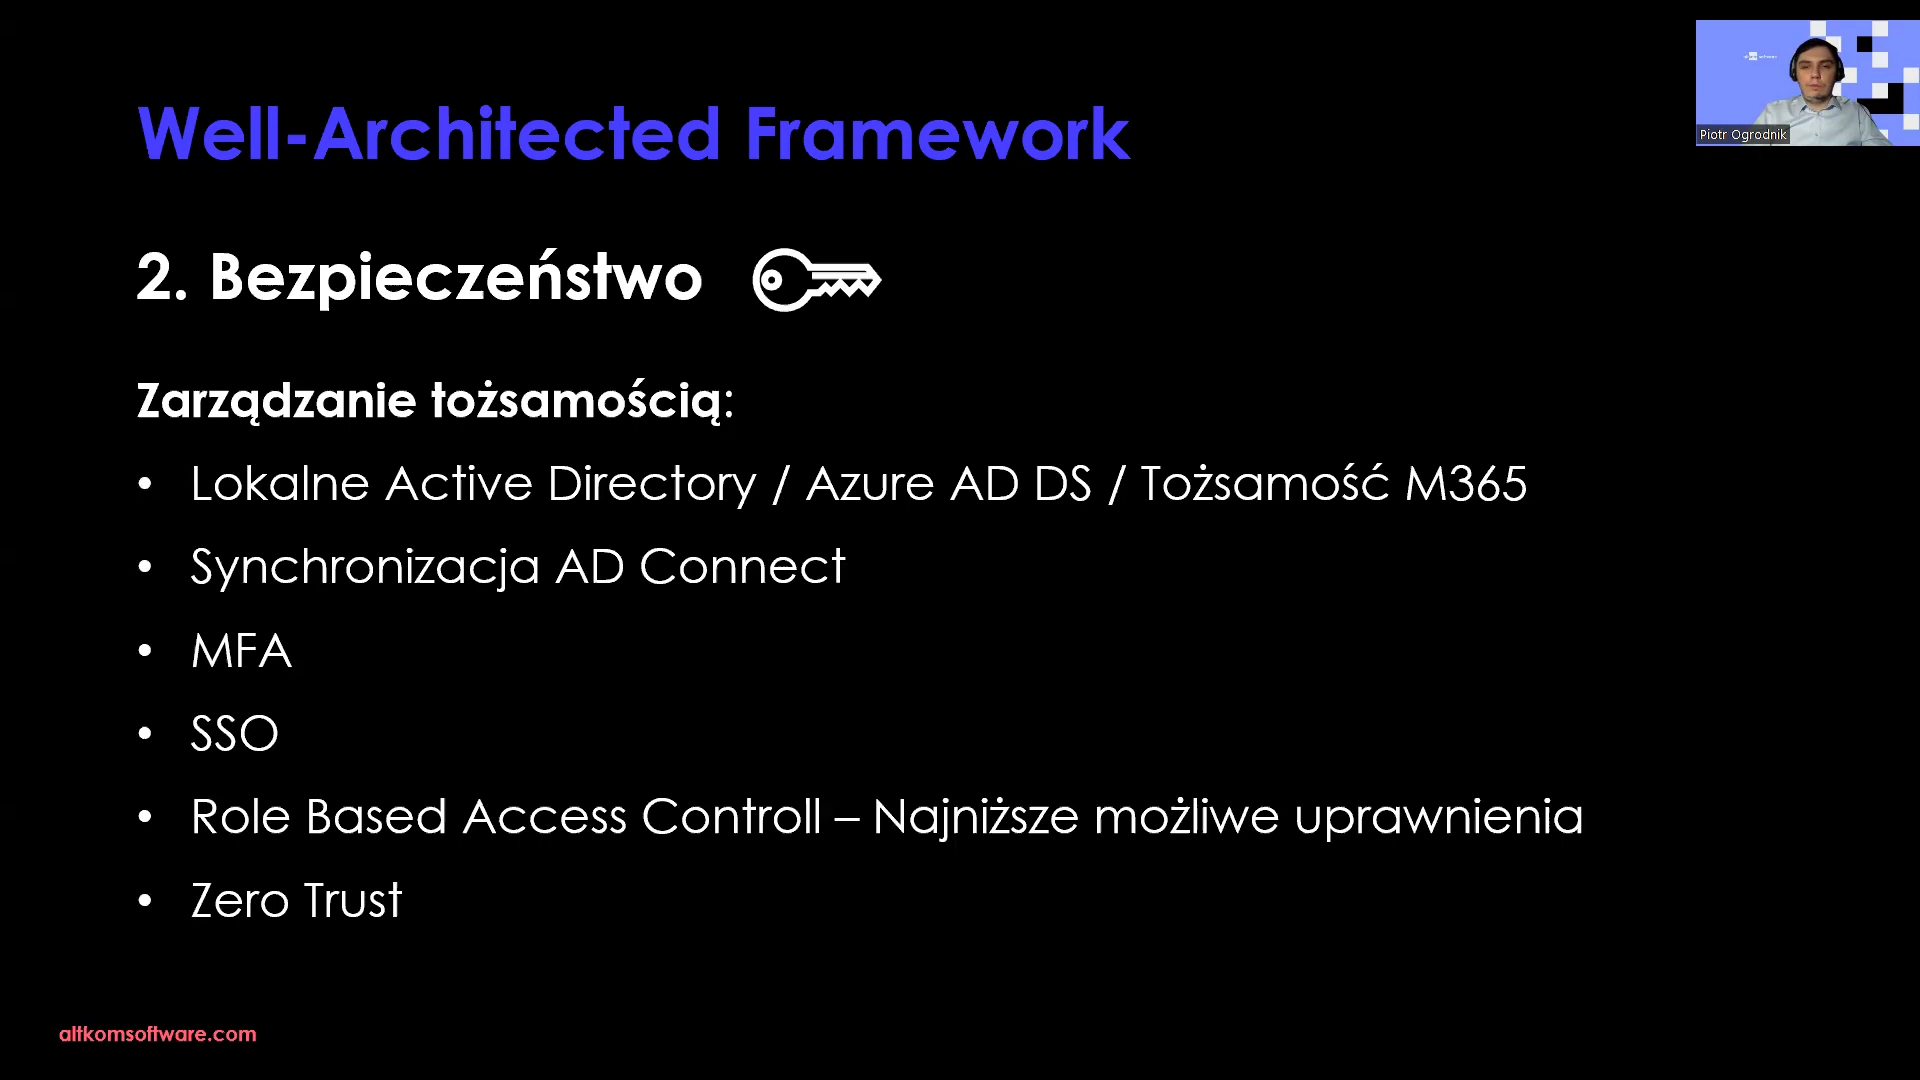 Well-Architected Framework
Piotr Ogrodnik
2. Bezpieczeństwo
Zarządzanie tożsamością:
• Lokalne Active Directory / Azure AD DS / Tożsamość M365
• Synchronizacja AD Connect
• MFA
• SSO
• Role Based Access Controll – Najniższe możliwe uprawnienia
• Zero Trust
altkomsoftware.com